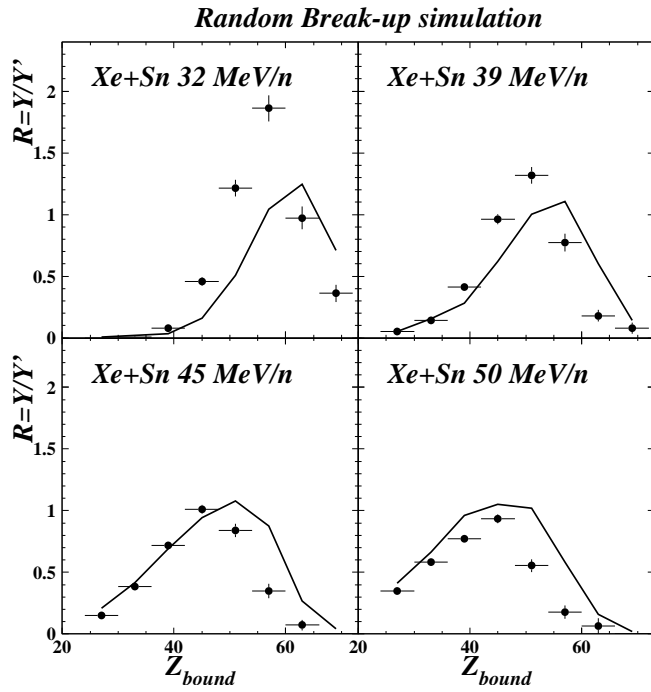 Random Break-up simulation
Xe+Sn 32 MeV/n
Xe+Sn 39 MeV/n
R=Y/Y'
2
1.5
1
0.5
0
Xe+Sn 45 MeV/n
Xe+Sn 50 MeV/n
R=Y/Y'
2
1.5
1
0.5
0
20 40 60 20 40 60
Z_bound Z_bound